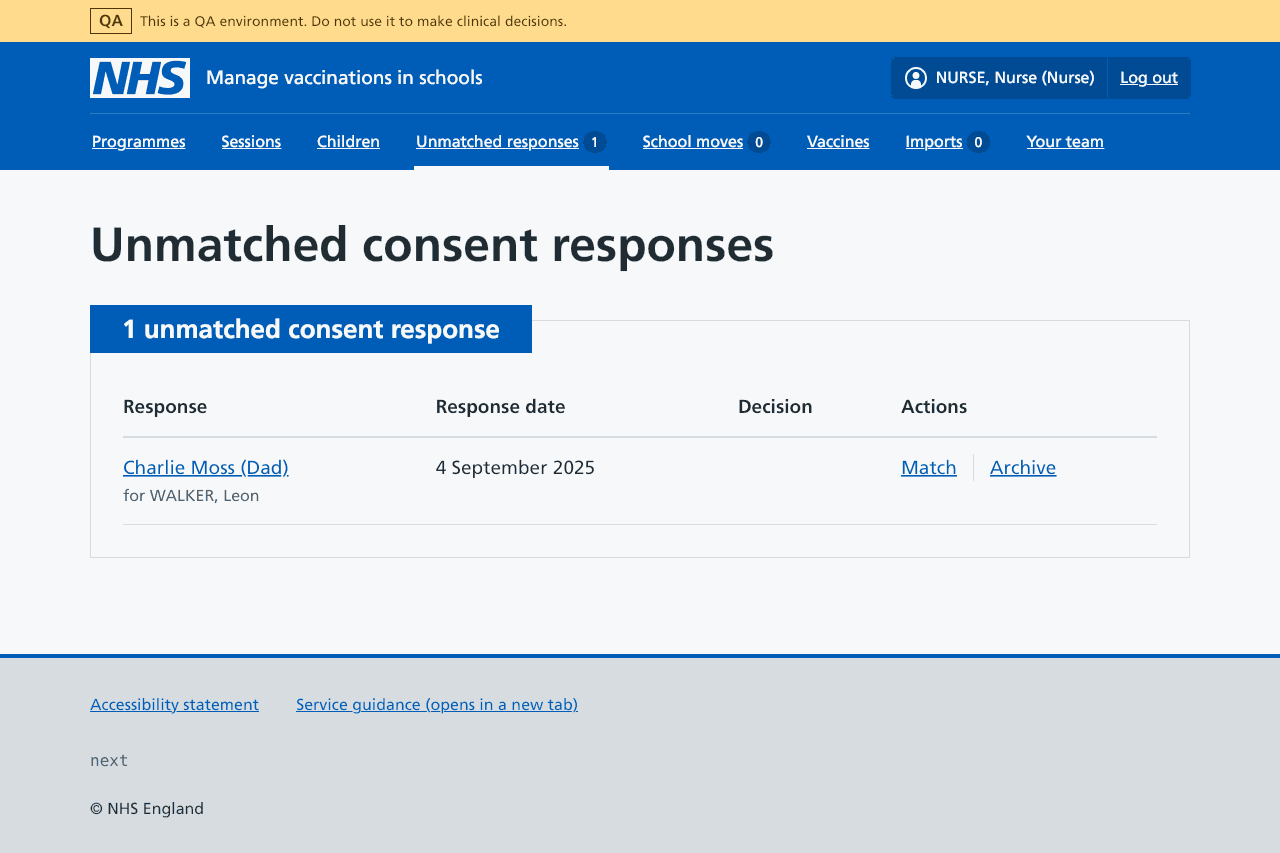 QA This is a QA environment. Do not use it to make clinical decisions.
NHS Manage vaccinations in schools NURSE, Nurse (Nurse) Log out
Programmes Sessions Children Unmatched responses 1 School moves 0 Vaccines Imports 0 Your team
Unmatched consent responses
1 unmatched consent response
Response Response date Decision Actions
Charlie Moss (Dad) 4 September 2025 Match Archive
for WALKER, Leon
Accessibility statement Service guidance (opens in a new tab)
next
© NHS England